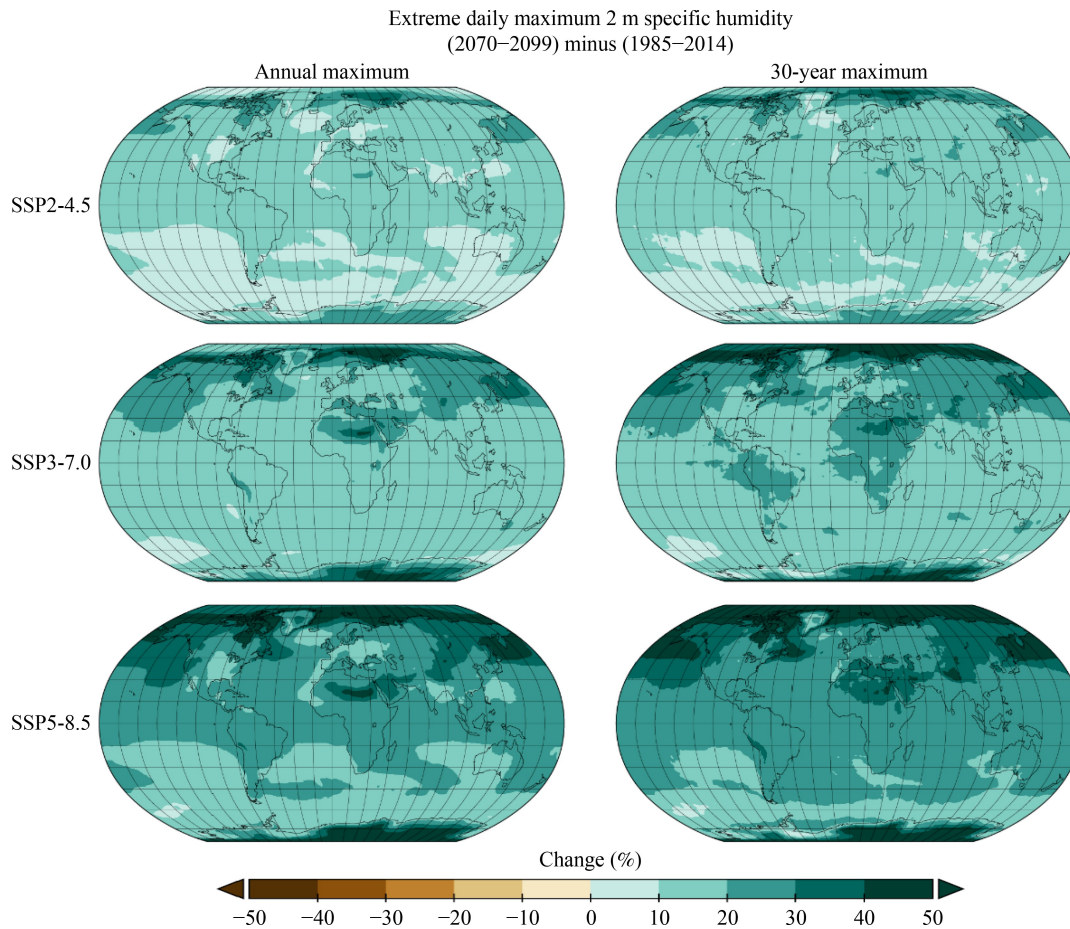 Extreme daily maximum 2 m specific humidity
(2070−2099) minus (1985−2014)
Annual maximum
30-year maximum
SSP2-4.5
SSP3-7.0
SSP5-8.5
Change (%)
−50 −40 −30 −20 −10 0 10 20 30 40 50